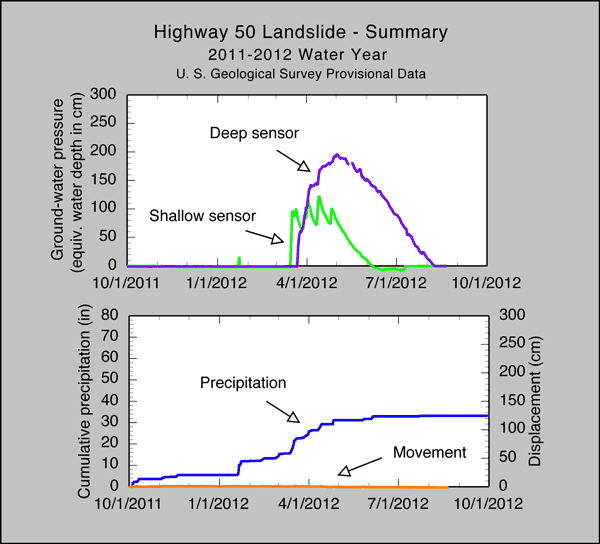 Highway 50 Landslide - Summary
2011-2012 Water Year
U. S. Geological Survey Provisional Data
Ground-water pressure
(equiv. water depth in cm)
300
250
200
150
100
50
0
Deep sensor
Shallow sensor
10/1/2011 1/1/2012 4/1/2012 7/1/2012 10/1/2012
Cumulative precipitation (in)
80
70
60
50
40
30
20
10
0
Precipitation
Movement
300
250
200
150
100
50
0
Displacement (cm)
10/1/2011 1/1/2012 4/1/2012 7/1/2012 10/1/2012